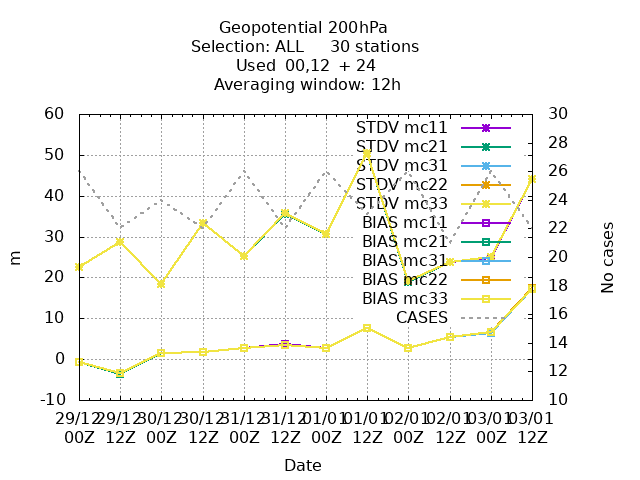 Geopotential 200hPa
Selection: ALL     30 stations
Used  00,12  + 24
Averaging window: 12h
60
50
40
30
20
10
0
-10
m
30
28
26
24
22
20
18
16
14
12
10
No cases
STDV mc11
STDV mc21
STDV mc31
STDV mc22
STDV mc33
BIAS mc11
BIAS mc21
BIAS mc31
BIAS mc22
BIAS mc33
CASES
29/12 29/12 30/12 30/12 31/12 31/12 01/01 01/01 02/01 02/01 03/01 03/01
00Z 12Z 00Z 12Z 00Z 12Z 00Z 12Z 00Z 12Z 00Z 12Z
Date